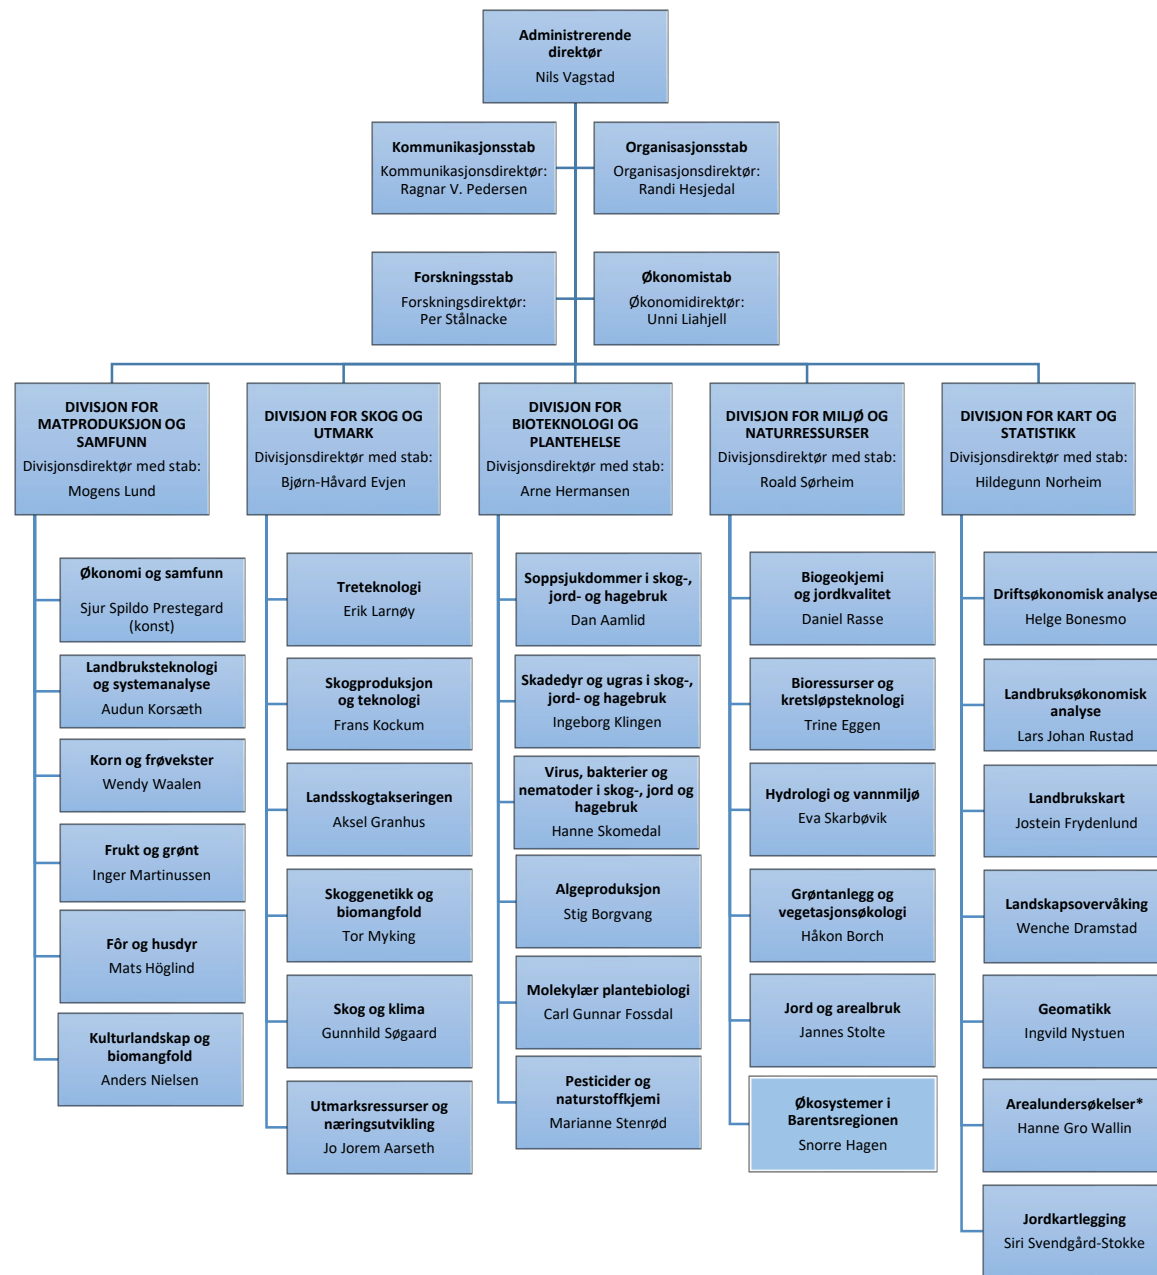 Administrerende
direktør
Nils Vagstad
Kommunikasjonsstab
Kommunikasjonsdirektør:
Ragnar V. Pedersen
Organisasjonsstab
Organisasjonsdirektør:
Randi Hesjedal
Forskningsstab
Forskningsdirektør:
Per Stålnacke
Økonomistab
Økonomidirektør:
Unni Liahjell
DIVISJON FOR
MATPRODUKSJON OG
SAMFUNN
Divisjonsdirektør med stab:
Mogens Lund
Økonomi og samfunn
Sjur Spildo Prestegard
(konst)
Landbruksteknologi
og systemanalyse
Audun Korsæth
Korn og frøvekster
Wendy Waalen
Frukt og grønt
Inger Martinussen
Fôr og husdyr
Mats Höglind
Kulturlandskap og
biomangfold
Anders Nielsen
DIVISJON FOR SKOG OG
UTMARK
Divisjonsdirektør med stab:
Bjørn-Håvard Evjen
Treteknologi
Erik Larnøy
Skogproduksjon
og teknologi
Frans Kockum
Landsskogtakseringen
Aksel Granhus
Skoggenetikk og
biomangfold
Tor Myking
Skog og klima
Gunnhild Søgaard
Utmarksressurser og
næringsutvikling
Jo Jorem Aarseth
DIVISJON FOR
BIOTEKNOLOGI OG
PLANTEHELSE
Divisjonsdirektør med stab:
Arne Hermansen
Soppsjukdommer i skog-,
jord- og hagebruk
Dan Aamlid
Skadedyr og ugras i skog-,
jord- og hagebruk
Ingeborg Klingen
Virus, bakterier og
nematoder i skog-, jord og
hagebruk
Hanne Skomedal
Algeproduksjon
Stig Borgvang
Molekylær plantebiologi
Carl Gunnar Fossdal
Pesticider og
naturstoffkjemi
Marianne Stenrød
DIVISJON FOR MILJØ OG
NATURRESSURSER
Divisjonsdirektør med stab:
Roald Sørheim
Biogeokjemi
og jordkvalitet
Daniel Rasse
Bioressurser og
kretsløpsteknologi
Trine Eggen
Hydrologi og vannmiljø
Eva Skarbøvik
Grøntanlegg og
vegetasjonsøkologi
Håkon Borch
Jord og arealbruk
Jannes Stolte
Økosystemer i
Barentsregionen
Snorre Hagen
DIVISJON FOR KART OG
STATISTIKK
Divisjonsdirektør med stab:
Hildegunn Norheim
Driftsøkonomisk analyse
Helge Bonesmo
Landbruksøkonomisk
analyse
Lars Johan Rustad
Landbrukskart
Jostein Frydenlund
Landskapsovervåking
Wenche Dramstad
Geomatikk
Ingvild Nystuen
Arealundersøkelser*
Hanne Gro Wallin
Jordkartlegging
Siri Svendgård-Stokke